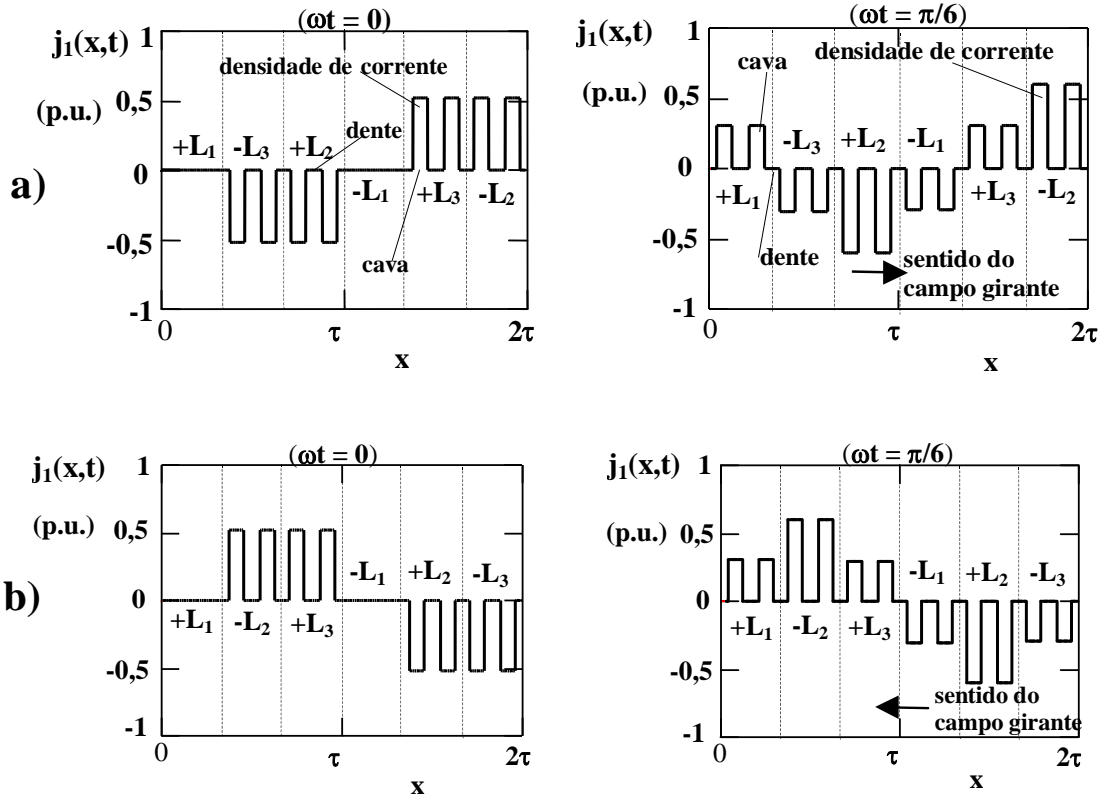 a)
(ωt = 0)
j₁(x,t)
(p.u.)
1
0,5
0
-0,5
-1
densidade de corrente
dente
+L₁ -L₃ +L₂
-L₁ +L₃ -L₂
cava
0 τ 2τ
x
(ωt = π/6)
j₁(x,t)
(p.u.)
1
0,5
0
-0,5
-1
cava
densidade de corrente
-L₃ +L₂ -L₁
+L₁ +L₃ -L₂
dente
sentido do
campo girante
0 τ 2τ
x
b)
(ωt = 0)
j₁(x,t)
(p.u.)
1
0,5
0
-0,5
-1
-L₁ +L₂ -L₃
+L₁ -L₂ +L₃
0 τ 2τ
x
(ωt = π/6)
j₁(x,t)
(p.u.)
1
0,5
0
-0,5
-1
-L₁ +L₂ -L₃
+L₁ -L₂ +L₃
sentido do
campo girante
0 τ 2τ
x